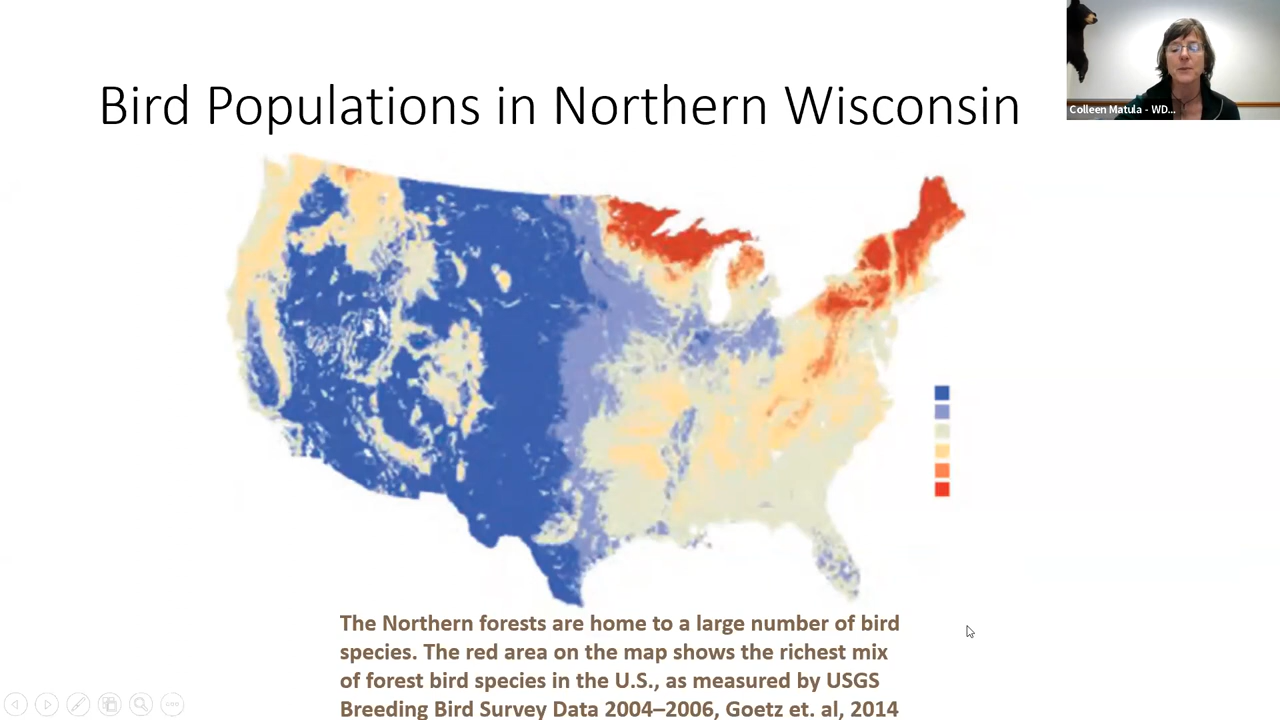 Bird Populations in Northern Wisconsin
Colleen Matula - WD...
The Northern forests are home to a large number of bird
species. The red area on the map shows the richest mix
of forest bird species in the U.S., as measured by USGS
Breeding Bird Survey Data 2004–2006, Goetz et. al, 2014